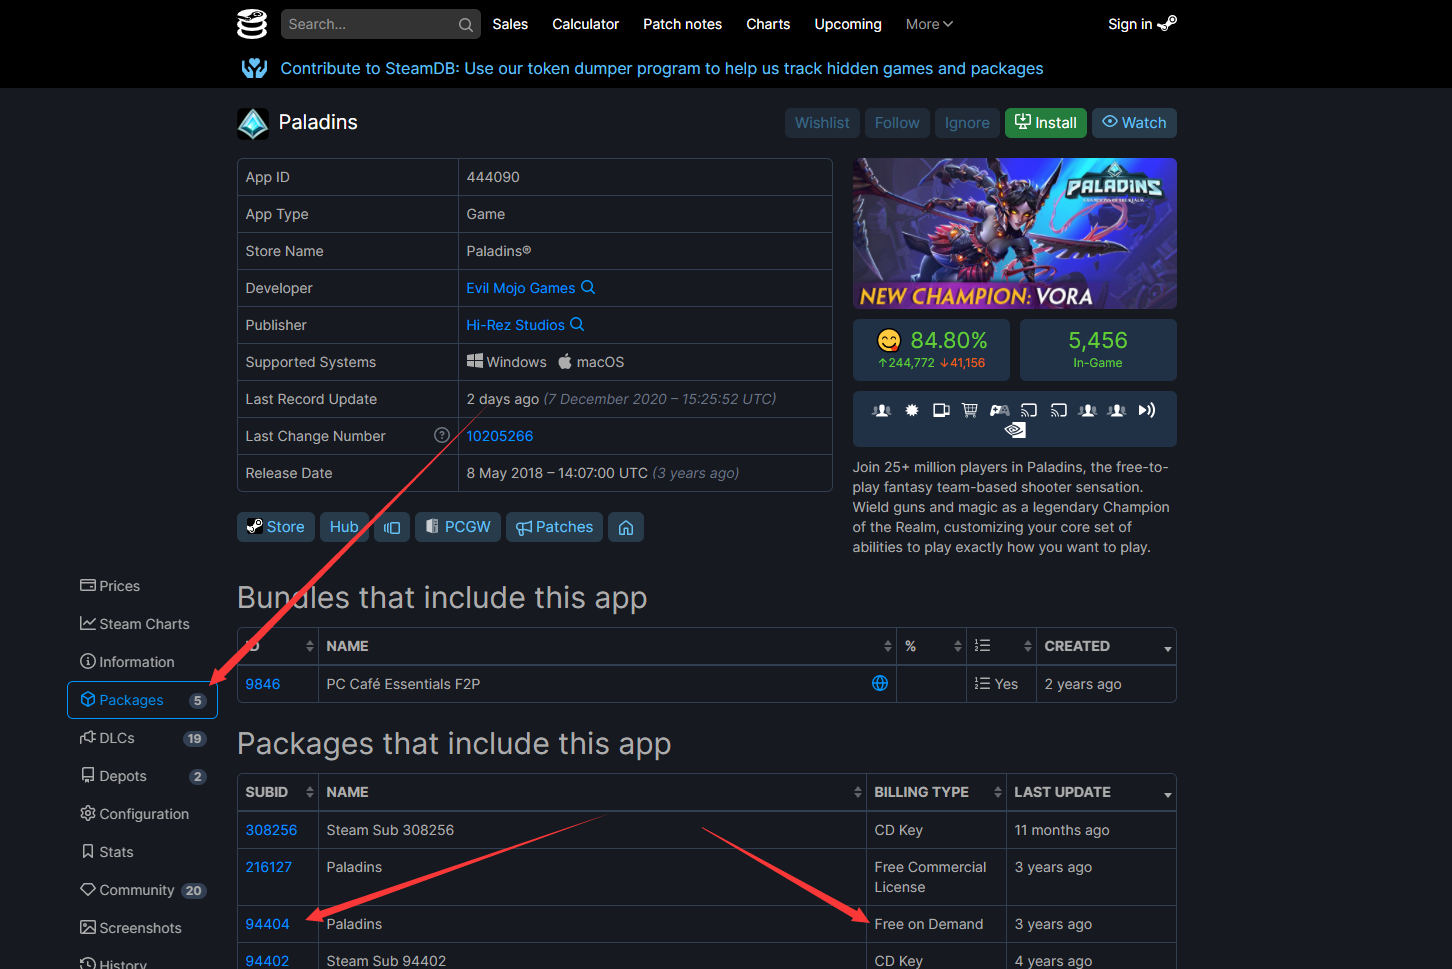 Search...
Sales
Calculator
Patch notes
Charts
Upcoming
More
Sign in
Contribute to SteamDB: Use our token dumper program to help us track hidden games and packages
Paladins
Wishlist
Follow
Ignore
Install
Watch
App ID
444090
App Type
Game
Store Name
Paladins®
Developer
Evil Mojo Games
Publisher
Hi-Rez Studios
Supported Systems
Windows macOS
Last Record Update
2 days ago (7 December 2020 – 15:25:52 UTC)
Last Change Number
?
10205266
Release Date
8 May 2018 – 14:07:00 UTC (3 years ago)
PALADINS
CHAMPIONS OF THE REALM
NEW CHAMPION: VORA
84.80%
↑244,772 ↓41,156
5,456
In-Game
Join 25+ million players in Paladins, the free-to-
play fantasy team-based shooter sensation.
Wield guns and magic as a legendary Champion
of the Realm, customizing your core set of
abilities to play exactly how you want to play.
Store
Hub
PCGW
Patches
Prices
Steam Charts
Information
Packages 5
DLCs 19
Depots 2
Configuration
Stats
Community 20
Screenshots
History
Bundles that include this app
ID
NAME
%
CREATED
9846
PC Café Essentials F2P
Yes
2 years ago
Packages that include this app
SUBID
NAME
BILLING TYPE
LAST UPDATE
308256
Steam Sub 308256
CD Key
11 months ago
216127
Paladins
Free Commercial
License
3 years ago
94404
Paladins
Free on Demand
3 years ago
94402
Steam Sub 94402
CD Key
4 years ago